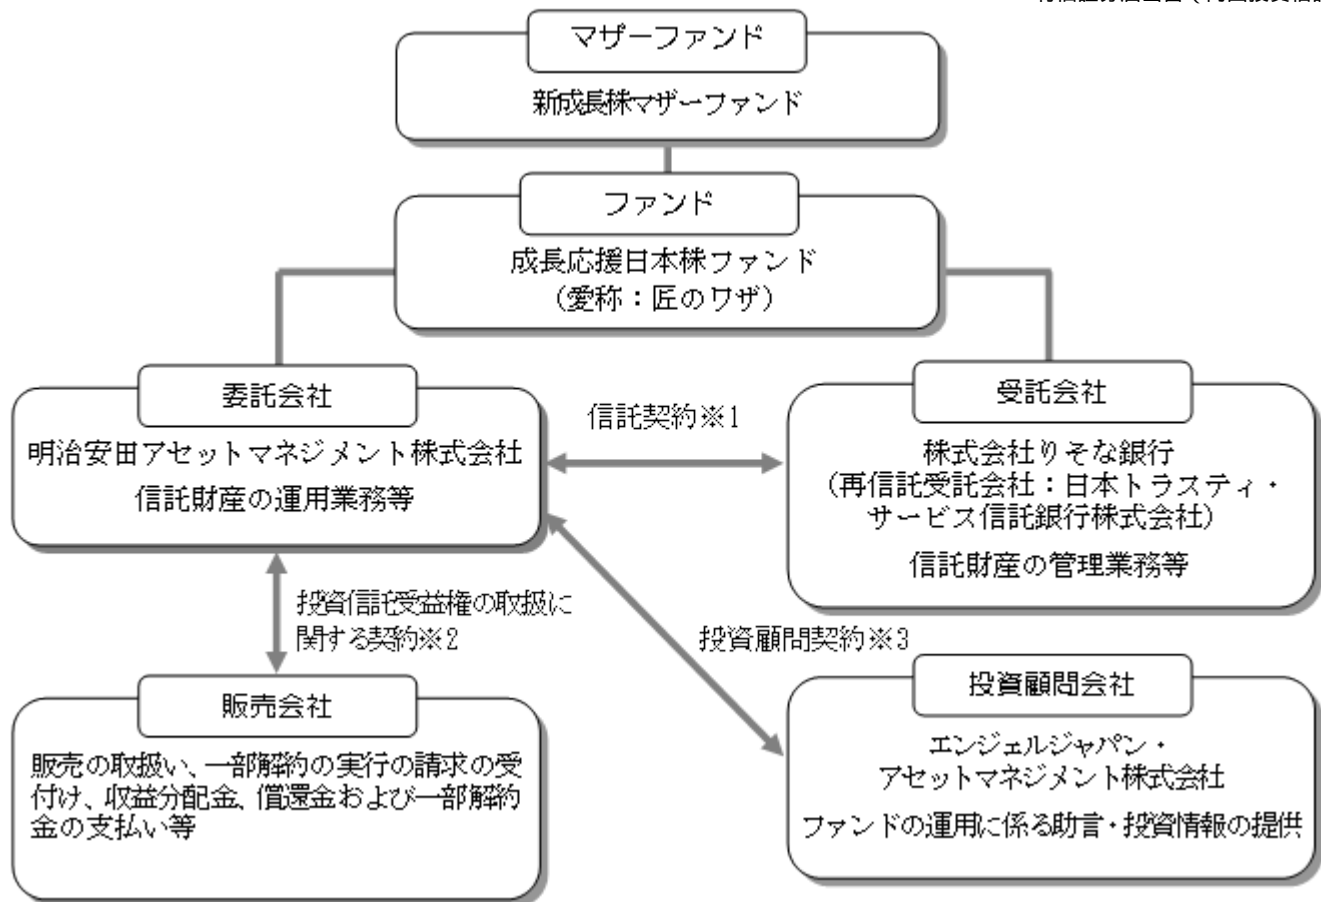 マザーファンド
新成長株マザーファンド
ファンド
成長応援日本株ファンド
（愛称：匠のワザ）
委託会社
明治安田アセットマネジメント株式会社
信託財産の運用業務等
信託契約※1
受託会社
株式会社りそな銀行
（再信託受託会社：日本トラスティ・
サービス信託銀行株式会社）
信託財産の管理業務等
投資信託受益権の取扱に
関する契約※2
投資顧問契約※3
販売会社
販売の取扱い、一部解約の実行の請求の受
付け、収益分配金、償還金および一部解約
金の支払い等
投資顧問会社
エンジェルジャパン・
アセットマネジメント株式会社
ファンドの運用に係る助言・投資情報の提供